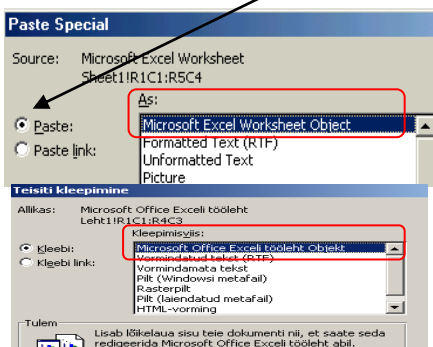 Paste Special
Source: Microsoft Excel Worksheet
Sheet1!R1C1:R5C4
As:
Paste: Microsoft Excel Worksheet Object
Paste link: Formatted Text (RTF)
Unformatted Text
Picture
Teisiti kleepimine
Allikas: Microsoft Office Exceli tööleht
Leht1!R1C1:R4C3
Kleepimisviis:
Kleebi: Microsoft Office Exceli tööleht Objekt
Kleebi link: Vormindatud tekst (RTF)
Vormindamata tekst
Pilt (Windowsi metafail)
Rasterpilt
Pilt (laiendatud metafail)
HTML-vorming
Tulem
Lisab lõikelaua sisu teie dokumenti nii, et saate seda
redigeerida Microsoft Office Exceli tööleht abil.